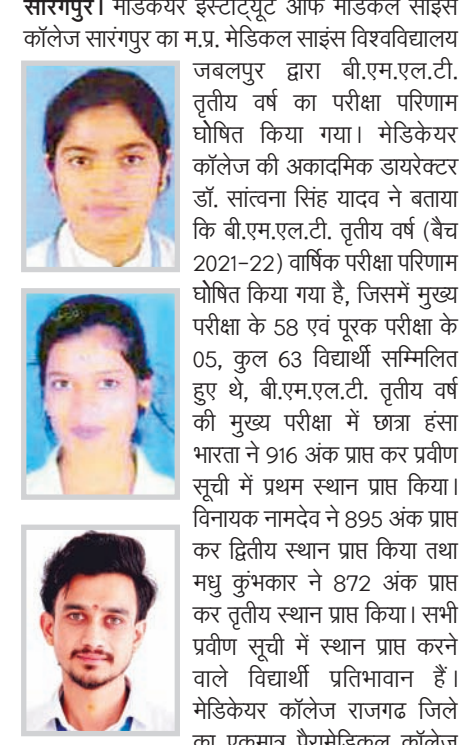 सारंगपुर। मेडिकेयर इंस्टीट्यूट ऑफ मेडिकल साइंस
कॉलेज सारंगपुर का म.प्र. मेडिकल साइंस विश्वविद्यालय
जबलपुर द्वारा बी.एम.एल.टी.
तृतीय वर्ष का परीक्षा परिणाम
घोषित किया गया। मेडिकेयर
कॉलेज की अकादमिक डायरेक्टर
डॉ. सांत्वना सिंह यादव ने बताया
कि बी.एम.एल.टी. तृतीय वर्ष (बैच
2021-22) वार्षिक परीक्षा परिणाम
घोेषित किया गया है, जिसमें मुख्य
परीक्षा के 58 एवं पूरक परीक्षा के
05, कुल 63 विद्यार्थी सम्मिलित
हुए थे, बी.एम.एल.टी. तृतीय वर्ष
की मुख्य परीक्षा में छात्रा हंसा
भारता ने 916 अंक प्राप्त कर प्रवीण
सूची में प्रथम स्थान प्राप्त किया।
विनायक नामदेव ने 895 अंक प्राप्त
कर द्वितीय स्थान प्राप्त किया तथा
मधु कुंभकार ने 872 अंक प्राप्त
कर तृतीय स्थान प्राप्त किया। सभी
प्रवीण सूची में स्थान प्राप्त करने
वाले विद्यार्थी प्रतिभावान हैं।
मेडिकेयर कॉलेज राजगढ जिले
का एकमात्र पैरामेडिकल कॉलेज